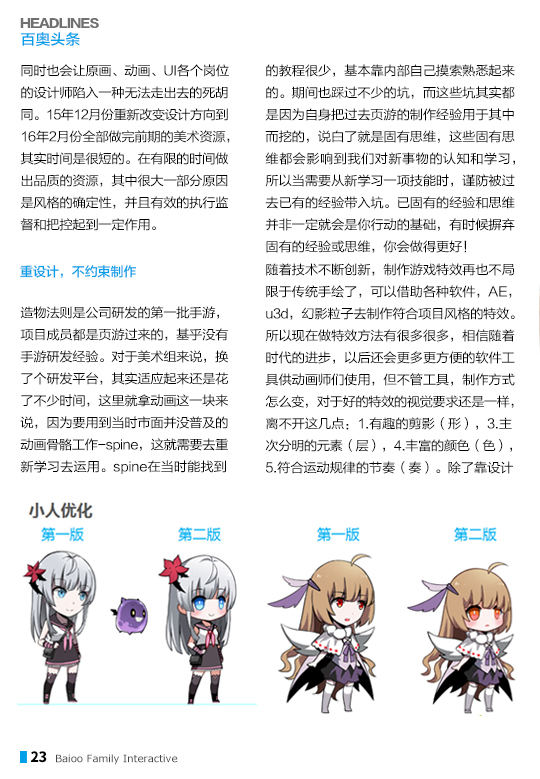 HEADLINES
百奥头条
同时也会让原画、动画、UI各个岗位
的设计师陷入一种无法走出去的死胡
同。15年12月份重新改变设计方向到
16年2月份全部做完前期的美术资源，
其实时间是很短的。在有限的时间做
出品质的资源，其中很大一部分原因
是风格的确定性，并且有效的执行监
督和把控起到一定作用。
重设计，不约束制作
造物法则是公司研发的第一批手游，
项目成员都是页游过来的，基乎没有
手游研发经验。对于美术组来说，换
了个研发平台，其实适应起来还是花
了不少时间，这里就拿动画这一块来
说，因为要用到当时市面并没普及的
动画骨骼工作-spine，这就需要去重
新学习去运用。spine在当时能找到
的教程很少，基本靠内部自己摸索熟悉起来
的。期间也踩过不少的坑，而这些坑其实都
是因为自身把过去页游的制作经验用于其中
而挖的，说白了就是固有思维，这些固有思
维都会影响到我们对新事物的认知和学习，
所以当需要从新学习一项技能时，谨防被过
去已有的经验带入坑。已固有的经验和思维
并非一定就会是你行动的基础，有时候摒弃
固有的经验或思维，你会做得更好！
随着技术不断创新，制作游戏特效再也不局
限于传统手绘了，可以借助各种软件，AE，
u3d，幻影粒子去制作符合项目风格的特效。
所以现在做特效方法有很多很多，相信随着
时代的进步，以后还会更多更方便的软件工
具供动画师们使用，但不管工具，制作方式
怎么变，对于好的特效的视觉要求还是一样，
离不开这几点：1.有趣的剪影（形），3.主
次分明的元素（层），4.丰富的颜色（色），
5.符合运动规律的节奏（奏）。除了靠设计
小人优化
第一版
第二版
第一版
第二版
23 Baioo Family Interactive